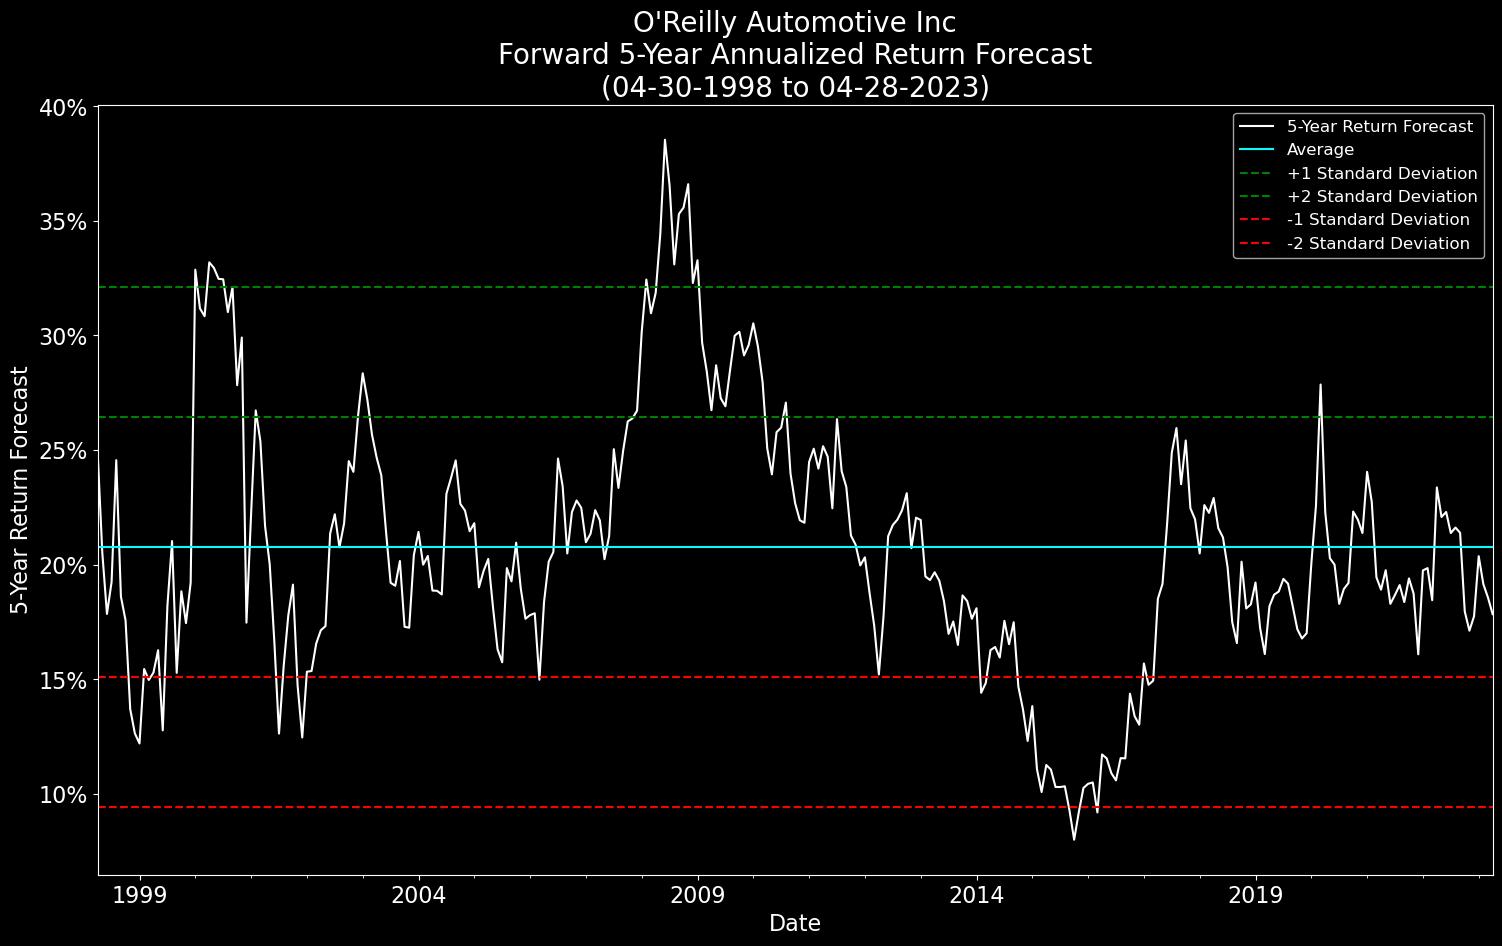 O'Reilly Automotive Inc
Forward 5-Year Annualized Return Forecast
(04-30-1998 to 04-28-2023)
40%
35%
30%
25%
20%
15%
10%
5-Year Return Forecast
5-Year Return Forecast
Average
+1 Standard Deviation
+2 Standard Deviation
-1 Standard Deviation
-2 Standard Deviation
1999
2004
2009
2014
2019
Date